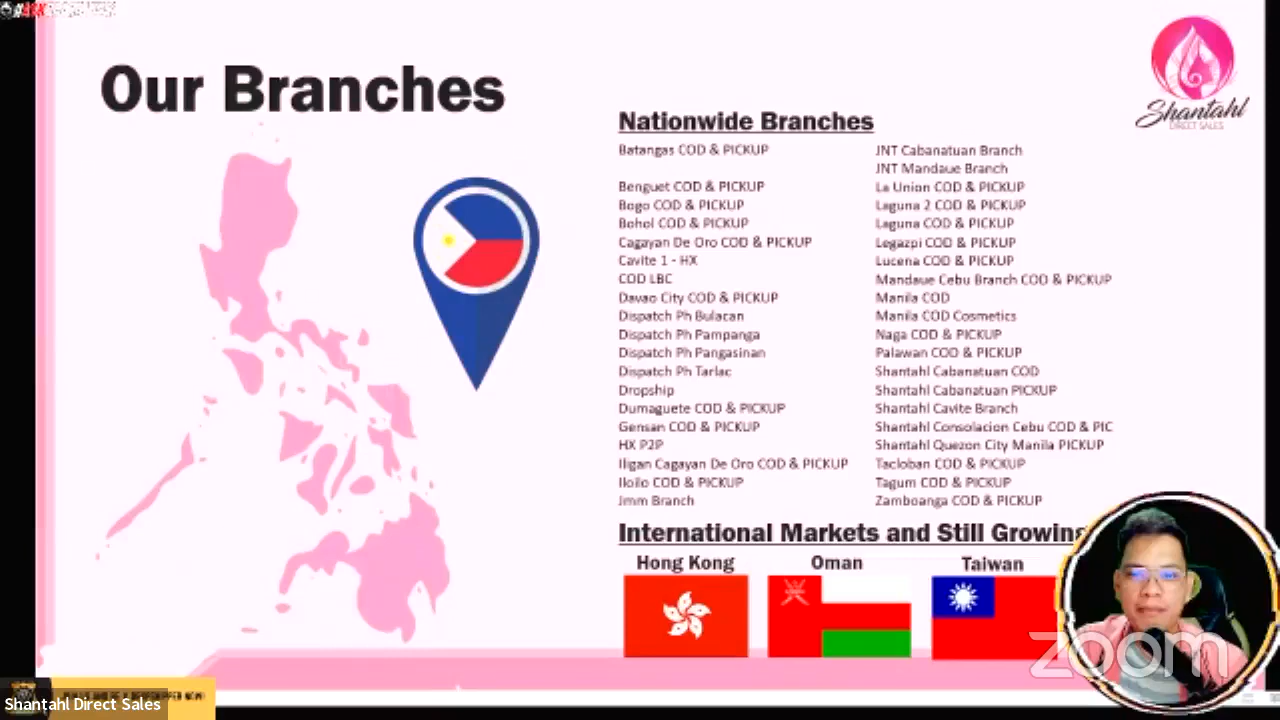 Our Branches
Shantahl
DIRECT SALES
Nationwide Branches
Batangas COD & PICKUP
Benguet COD & PICKUP
Bogo COD & PICKUP
Bohol COD & PICKUP
Cagayan De Oro COD & PICKUP
Cavite 1 - HX
COD LBC
Davao City COD & PICKUP
Dispatch Ph Bulacan
Dispatch Ph Pampanga
Dispatch Ph Pangasinan
Dispatch Ph Tarlac
Dropship
Dumaguete COD & PICKUP
Gensan COD & PICKUP
HX P2P
Iligan Cagayan De Oro COD & PICKUP
Iloilo COD & PICKUP
Jmm Branch
JNT Cabanatuan Branch
JNT Mandaue Branch
La Union COD & PICKUP
Laguna 2 COD & PICKUP
Laguna COD & PICKUP
Legazpi COD & PICKUP
Lucena COD & PICKUP
Mandaue Cebu Branch COD & PICKUP
Manila COD
Manila COD Cosmetics
Naga COD & PICKUP
Palawan COD & PICKUP
Shantahl Cabanatuan COD
Shantahl Cabanatuan PICKUP
Shantahl Cavite Branch
Shantahl Consolacion Cebu COD & PIC
Shantahl Quezon City Manila PICKUP
Tacloban COD & PICKUP
Tagum COD & PICKUP
Zamboanga COD & PICKUP
International Markets and Still Growing
Hong Kong
Oman
Taiwan
zoom
Shantahl Direct Sales